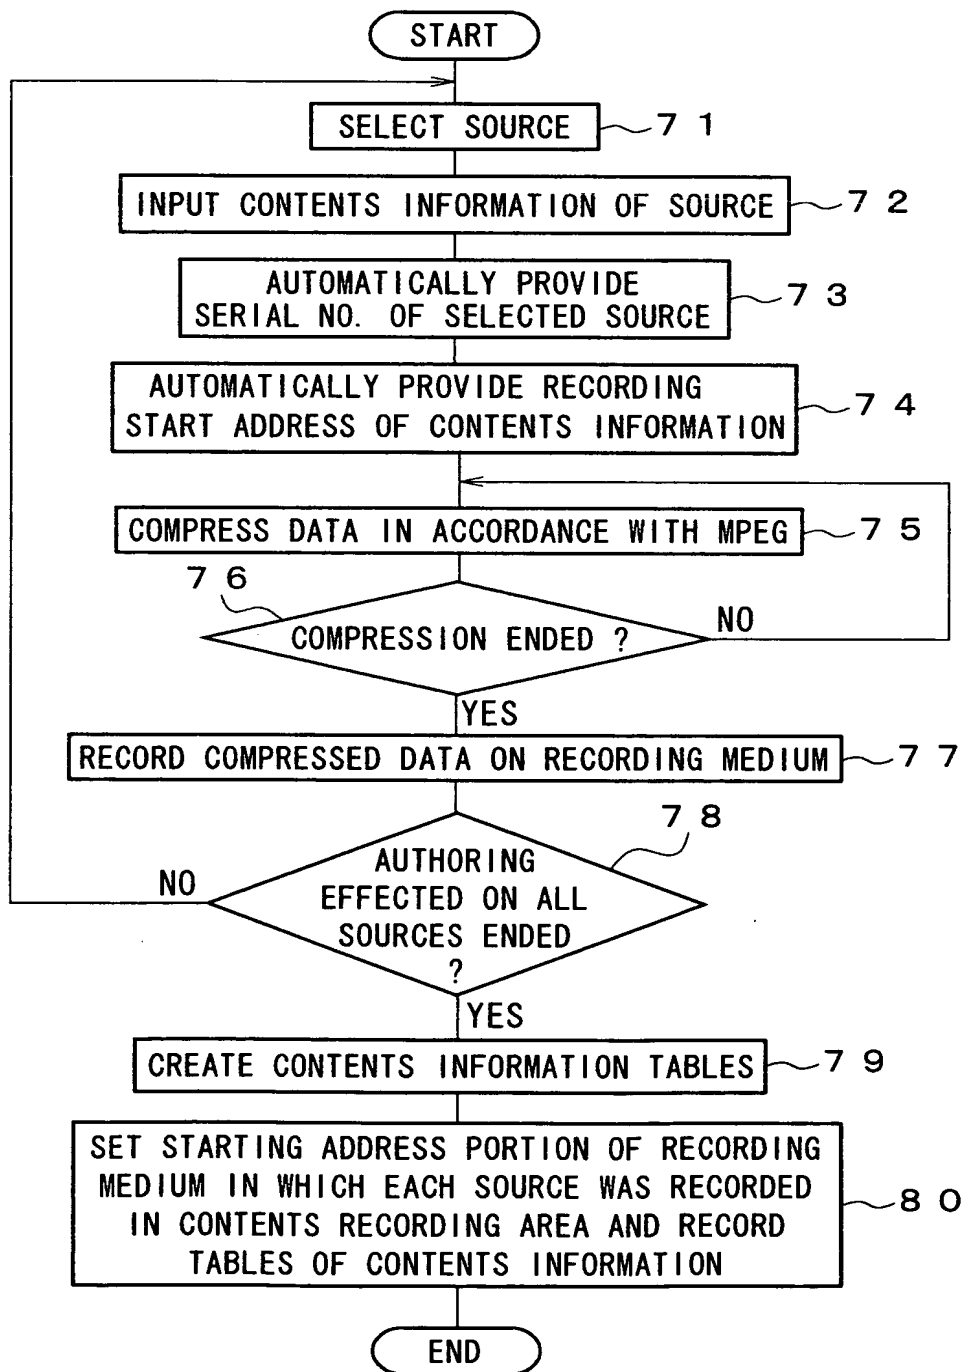 START
SELECT SOURCE
71
INPUT CONTENTS INFORMATION OF SOURCE
72
AUTOMATICALLY PROVIDE
SERIAL NO. OF SELECTED SOURCE
73
AUTOMATICALLY PROVIDE RECORDING
START ADDRESS OF CONTENTS INFORMATION
74
COMPRESS DATA IN ACCORDANCE WITH MPEG
75
76
COMPRESSION ENDED ?
NO
YES
RECORD COMPRESSED DATA ON RECORDING MEDIUM
77
78
AUTHORING
EFFECTED ON ALL
SOURCES ENDED
?
NO
YES
CREATE CONTENTS INFORMATION TABLES
79
SET STARTING ADDRESS PORTION OF RECORDING
MEDIUM IN WHICH EACH SOURCE WAS RECORDED
IN CONTENTS RECORDING AREA AND RECORD
TABLES OF CONTENTS INFORMATION
80
END